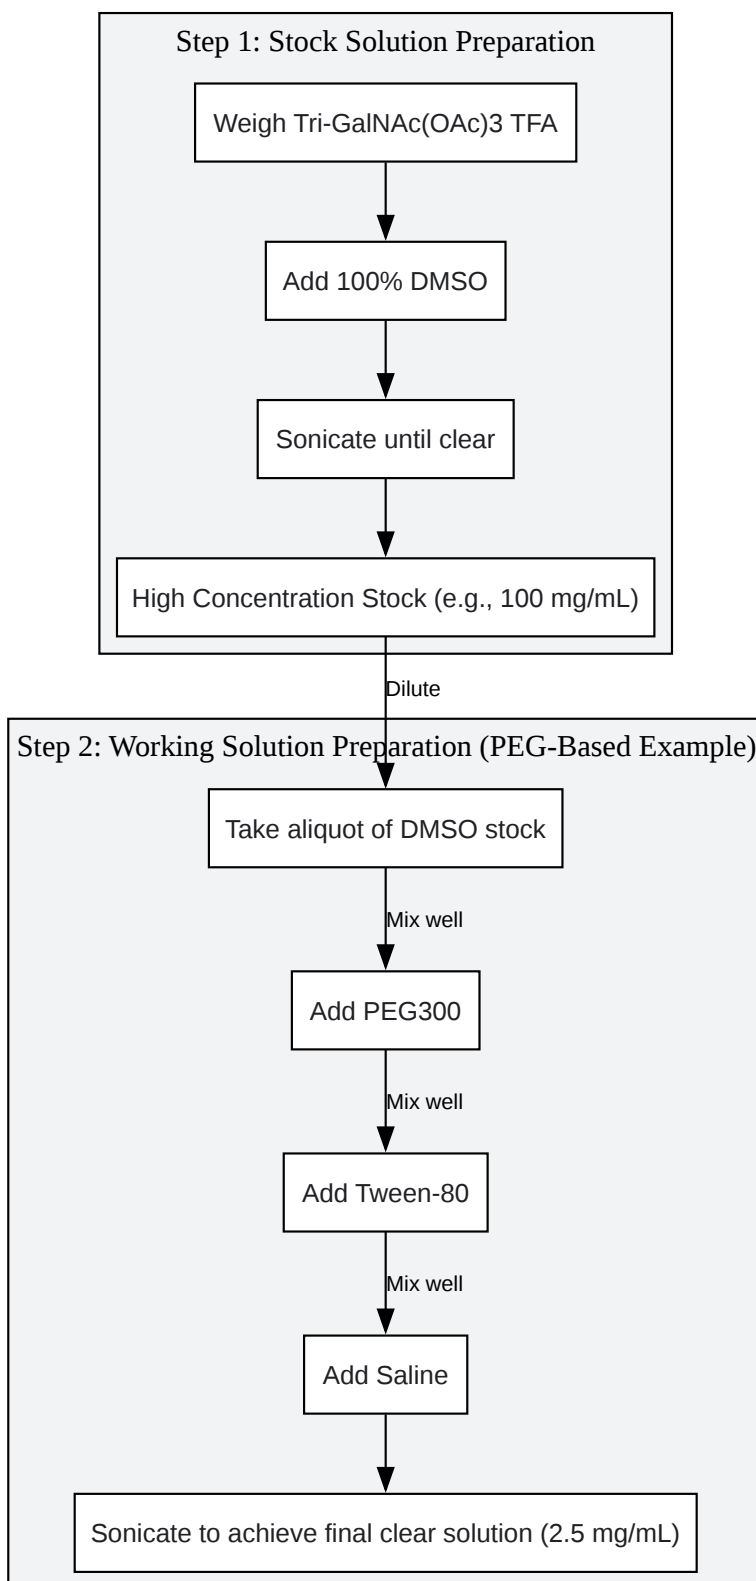 Step 1: Stock Solution Preparation
Weigh Tri-GalNAc(OAc)3 TFA
Add 100% DMSO
Sonicate until clear
High Concentration Stock (e.g., 100 mg/mL)
Dilute
Step 2: Working Solution Preparation (PEG-Based Example)
Take aliquot of DMSO stock
Mix well
Add PEG300
Mix well
Add Tween-80
Mix well
Add Saline
Sonicate to achieve final clear solution (2.5 mg/mL)